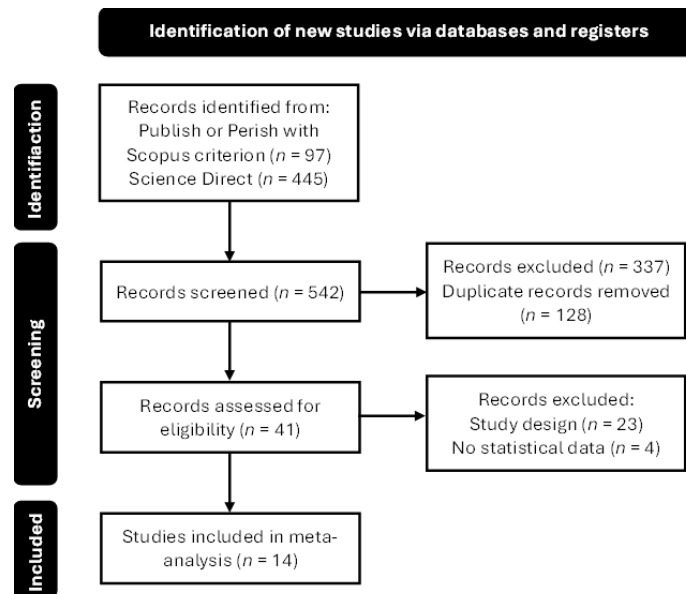 Identification of new studies via databases and registers
Identifiaction
Records identified from:
Publish or Perish with
Scopus criterion (n = 97)
Science Direct (n = 445)
Screening
Records screened (n = 542)
Records excluded (n = 337)
Duplicate records removed
(n = 128)
Records assessed for
eligibility (n = 41)
Records excluded:
Study design (n = 23)
No statistical data (n = 4)
Included
Studies included in meta-
analysis (n = 14)